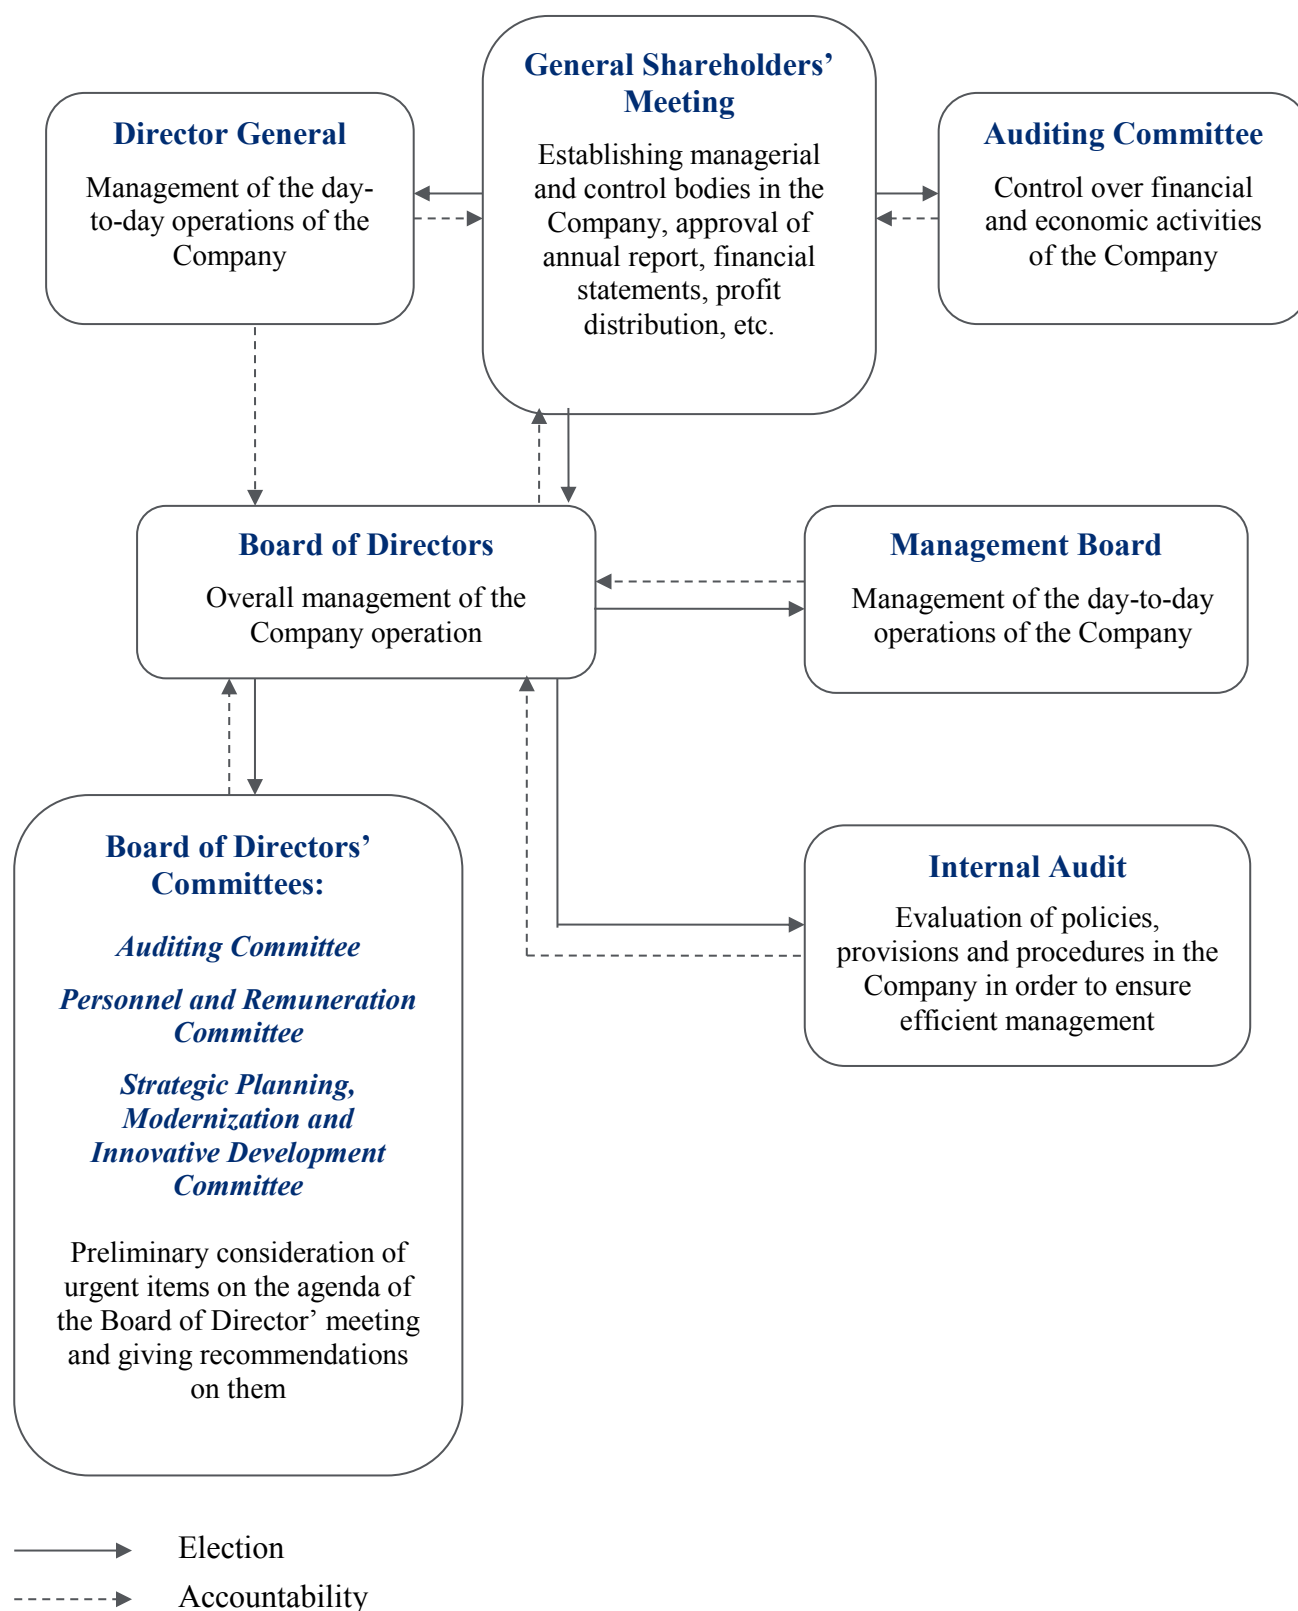 General Shareholders’
Meeting
Establishing managerial
and control bodies in the
Company, approval of
annual report, financial
statements, profit
distribution, etc.
Director General
Management of the day-
to-day operations of the
Company
Auditing Committee
Control over financial
and economic activities
of the Company
Board of Directors
Overall management of the
Company operation
Management Board
Management of the day-to-day
operations of the Company
Board of Directors’
Committees:
Auditing Committee
Personnel and Remuneration
Committee
Strategic Planning,
Modernization and
Innovative Development
Committee
Preliminary consideration of
urgent items on the agenda of
the Board of Director’ meeting
and giving recommendations
on them
Internal Audit
Evaluation of policies,
provisions and procedures in the
Company in order to ensure
efficient management
Election
Accountability